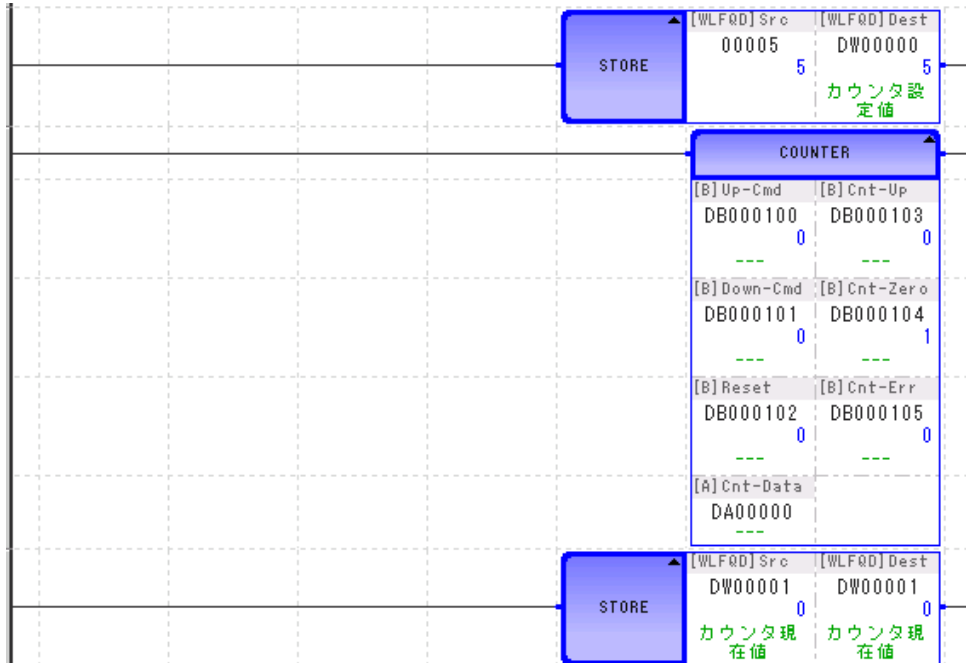 [WLFQD]Src [WLFQD]Dest
STORE 00005 DW00000
5 5
カウンタ設
定値
COUNTER
[B]Up-Cmd [B]Cnt-Up
DB000100 DB000103
0 0
--- ---
[B]Down-Cmd [B]Cnt-Zero
DB000101 DB000104
0 1
--- ---
[B]Reset [B]Cnt-Err
DB000102 DB000105
0 0
--- ---
[A]Cnt-Data
DA00000
---
[WLFQD]Src [WLFQD]Dest
STORE DW00001 DW00001
0 0
カウンタ現 カウンタ現
在値 在値